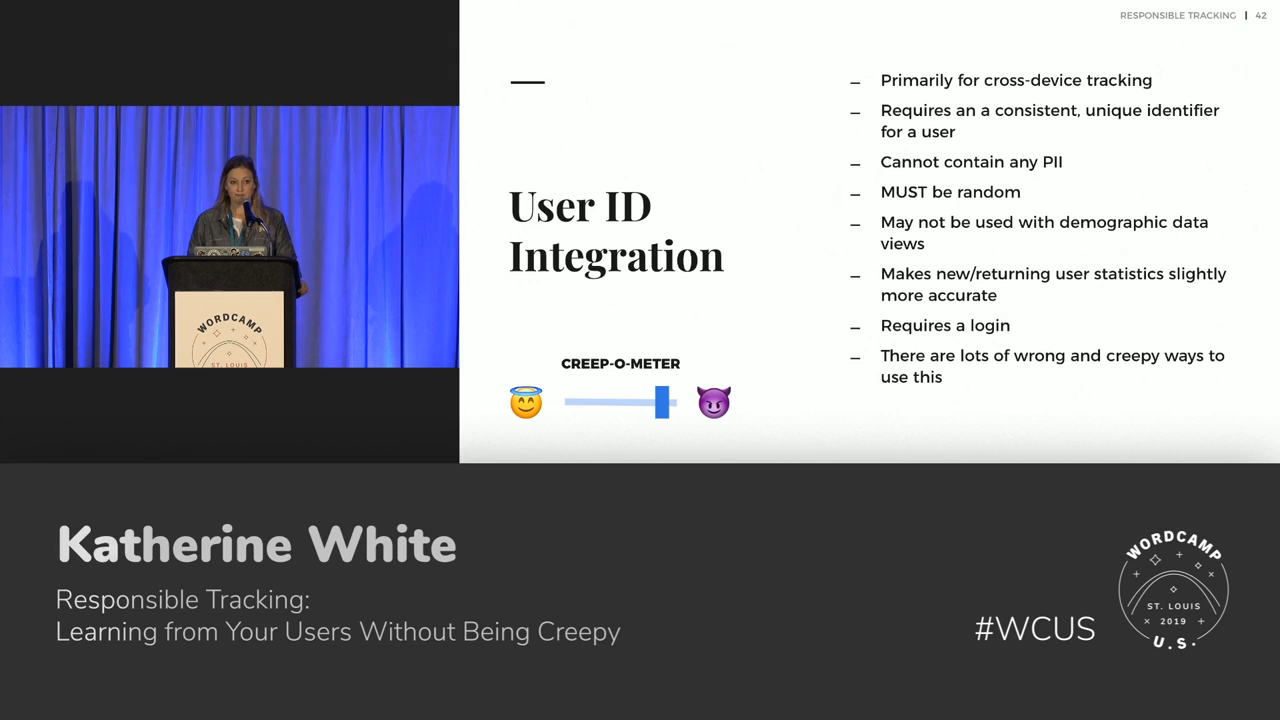 RESPONSIBLE TRACKING | 42
User ID
Integration
CREEP-O-METER
– Primarily for cross-device tracking
– Requires an a consistent, unique identifier
for a user
– Cannot contain any PII
– MUST be random
– May not be used with demographic data
views
– Makes new/returning user statistics slightly
more accurate
– Requires a login
– There are lots of wrong and creepy ways to
use this
WORDCAMP
ST. LOUIS
Katherine White
Responsible Tracking:
Learning from Your Users Without Being Creepy
#WCUS
WORDCAMP
ST. LOUIS
2019
U.S.